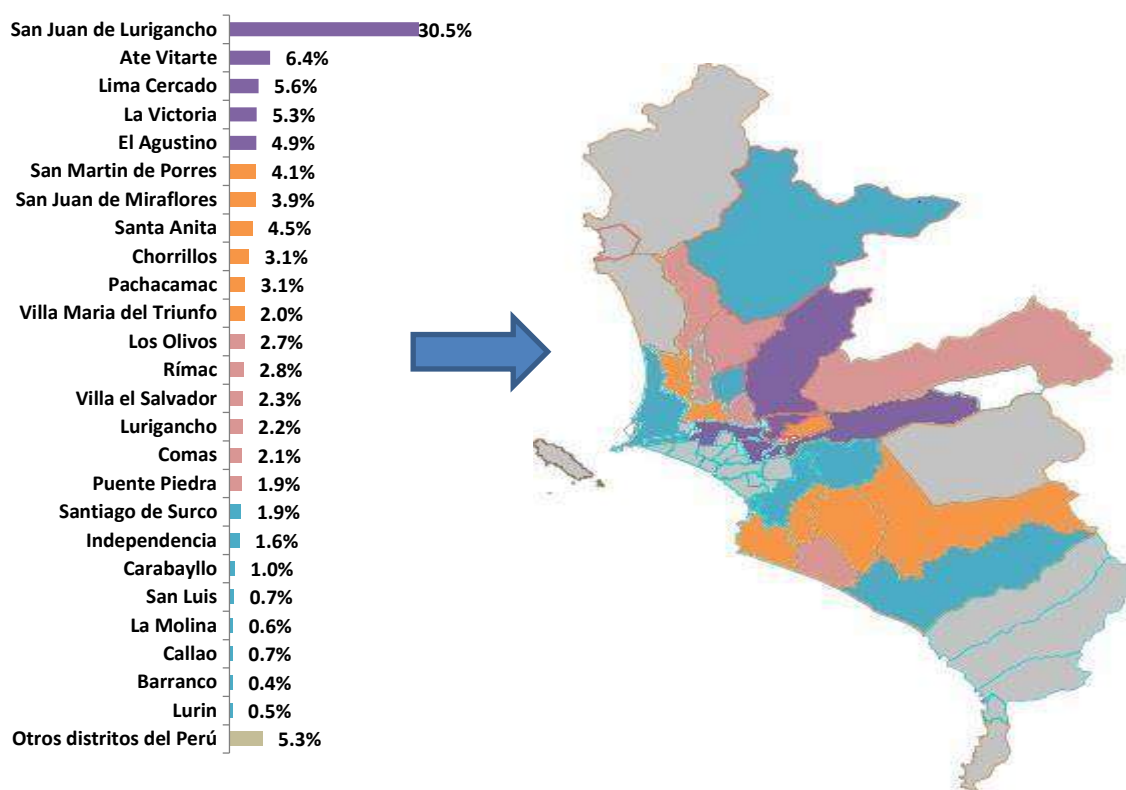 San Juan de Lurigancho 30.5%
Ate Vitarte 6.4%
Lima Cercado 5.6%
La Victoria 5.3%
El Agustino 4.9%
San Martin de Porres 4.1%
San Juan de Miraflores 3.9%
Santa Anita 4.5%
Chorrillos 3.1%
Pachacamac 3.1%
Villa Maria del Triunfo 2.0%
Los Olivos 2.7%
Rímac 2.8%
Villa el Salvador 2.3%
Lurigancho 2.2%
Comas 2.1%
Puente Piedra 1.9%
Santiago de Surco 1.9%
Independencia 1.6%
Carabayllo 1.0%
San Luis 0.7%
La Molina 0.6%
Callao 0.7%
Barranco 0.4%
Lurin 0.5%
Otros distritos del Perú 5.3%